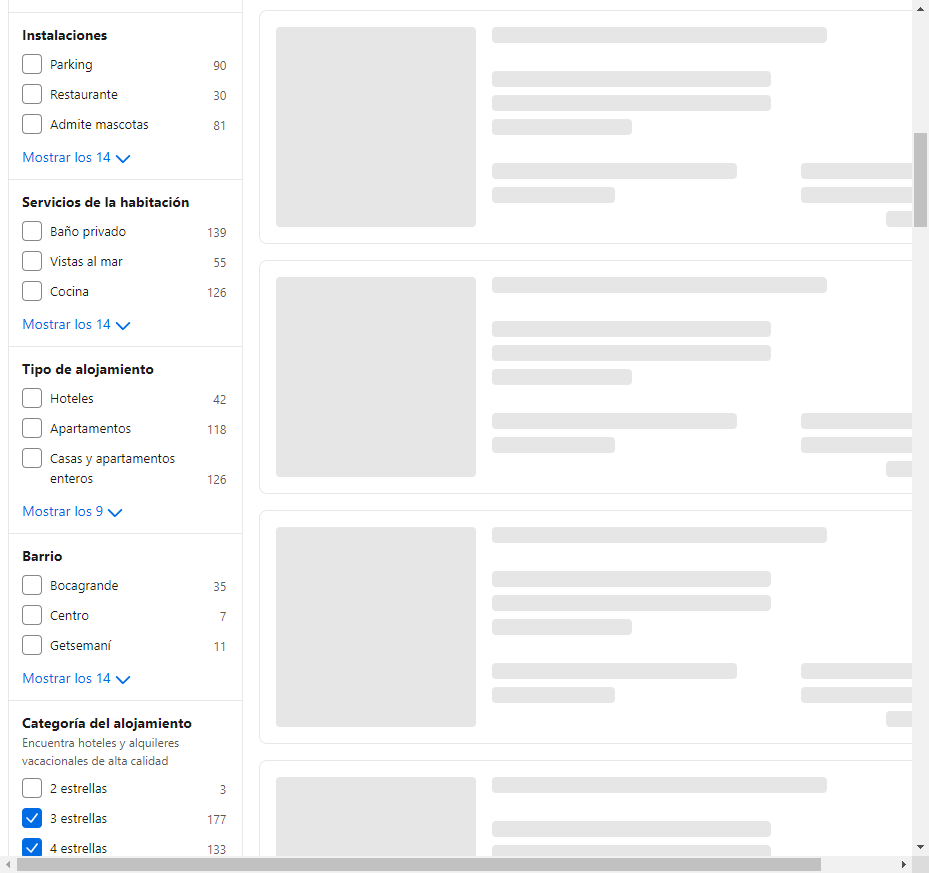 Instalaciones
Parking 90
Restaurante 30
Admite mascotas 81
Mostrar los 14
Servicios de la habitación
Baño privado 139
Vistas al mar 55
Cocina 126
Mostrar los 14
Tipo de alojamiento
Hoteles 42
Apartamentos 118
Casas y apartamentos
enteros 126
Mostrar los 9
Barrio
Bocagrande 35
Centro 7
Getsemaní 11
Mostrar los 14
Categoría del alojamiento
Encuentra hoteles y alquileres
vacacionales de alta calidad
2 estrellas 3
3 estrellas 177
4 estrellas 133